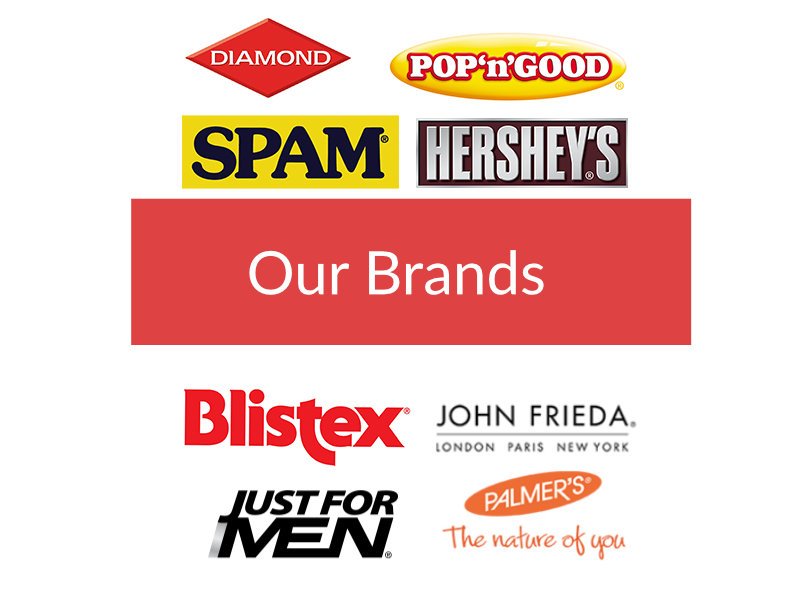 DIAMOND
POP‘n’GOOD®
SPAM®
HERSHEY'S®
Our Brands
Blistex®
JOHN FRIEDA®
LONDON PARIS NEW YORK
JUST FOR
MEN®
PALMER'S®
The nature of you